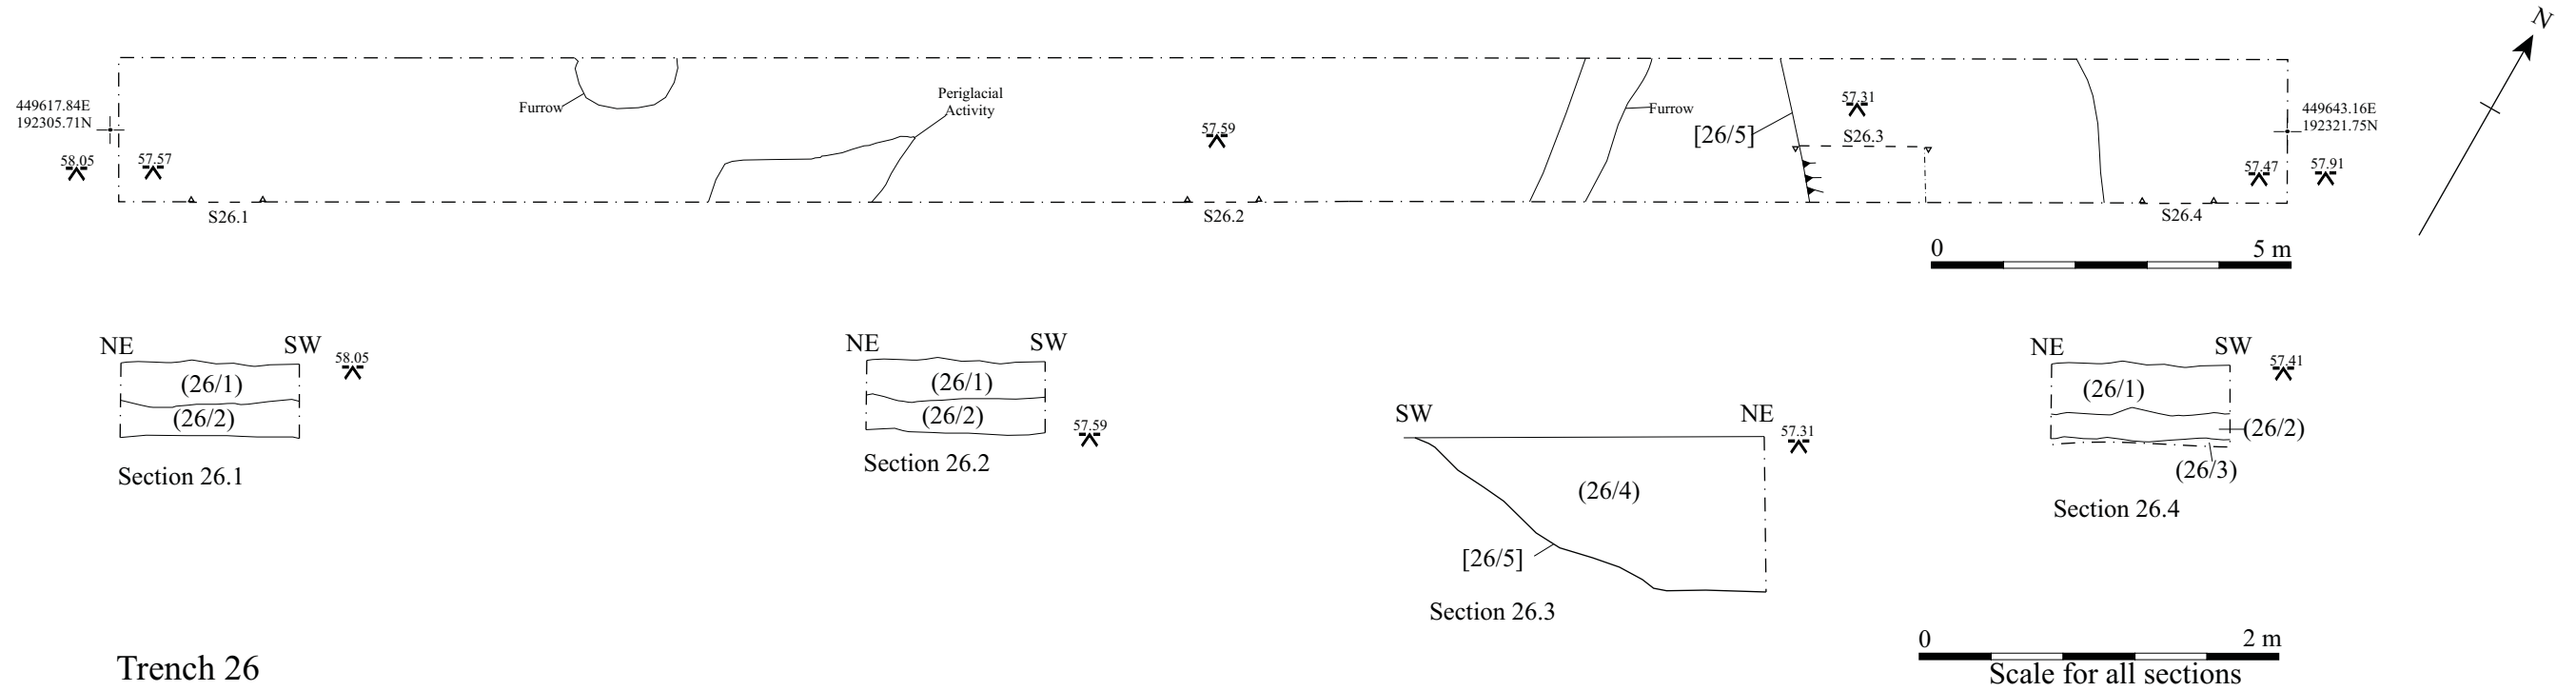 N
449617.84E
192305.71N
58.05
57.57
Furrow
Periglacial
Activity
57.59
Furrow
[26/5]
57.31
S26.3
449643.16E
192321.75N
57.47
57.91
S26.1
S26.2
S26.4
0 5 m
NE SW
58.05
(26/1)
(26/2)
Section 26.1
NE SW
(26/1)
(26/2)
57.59
Section 26.2
SW NE
57.31
(26/4)
[26/5]
Section 26.3
NE SW
57.41
(26/1)
(26/2)
(26/3)
Section 26.4
Trench 26
0 2 m
Scale for all sections